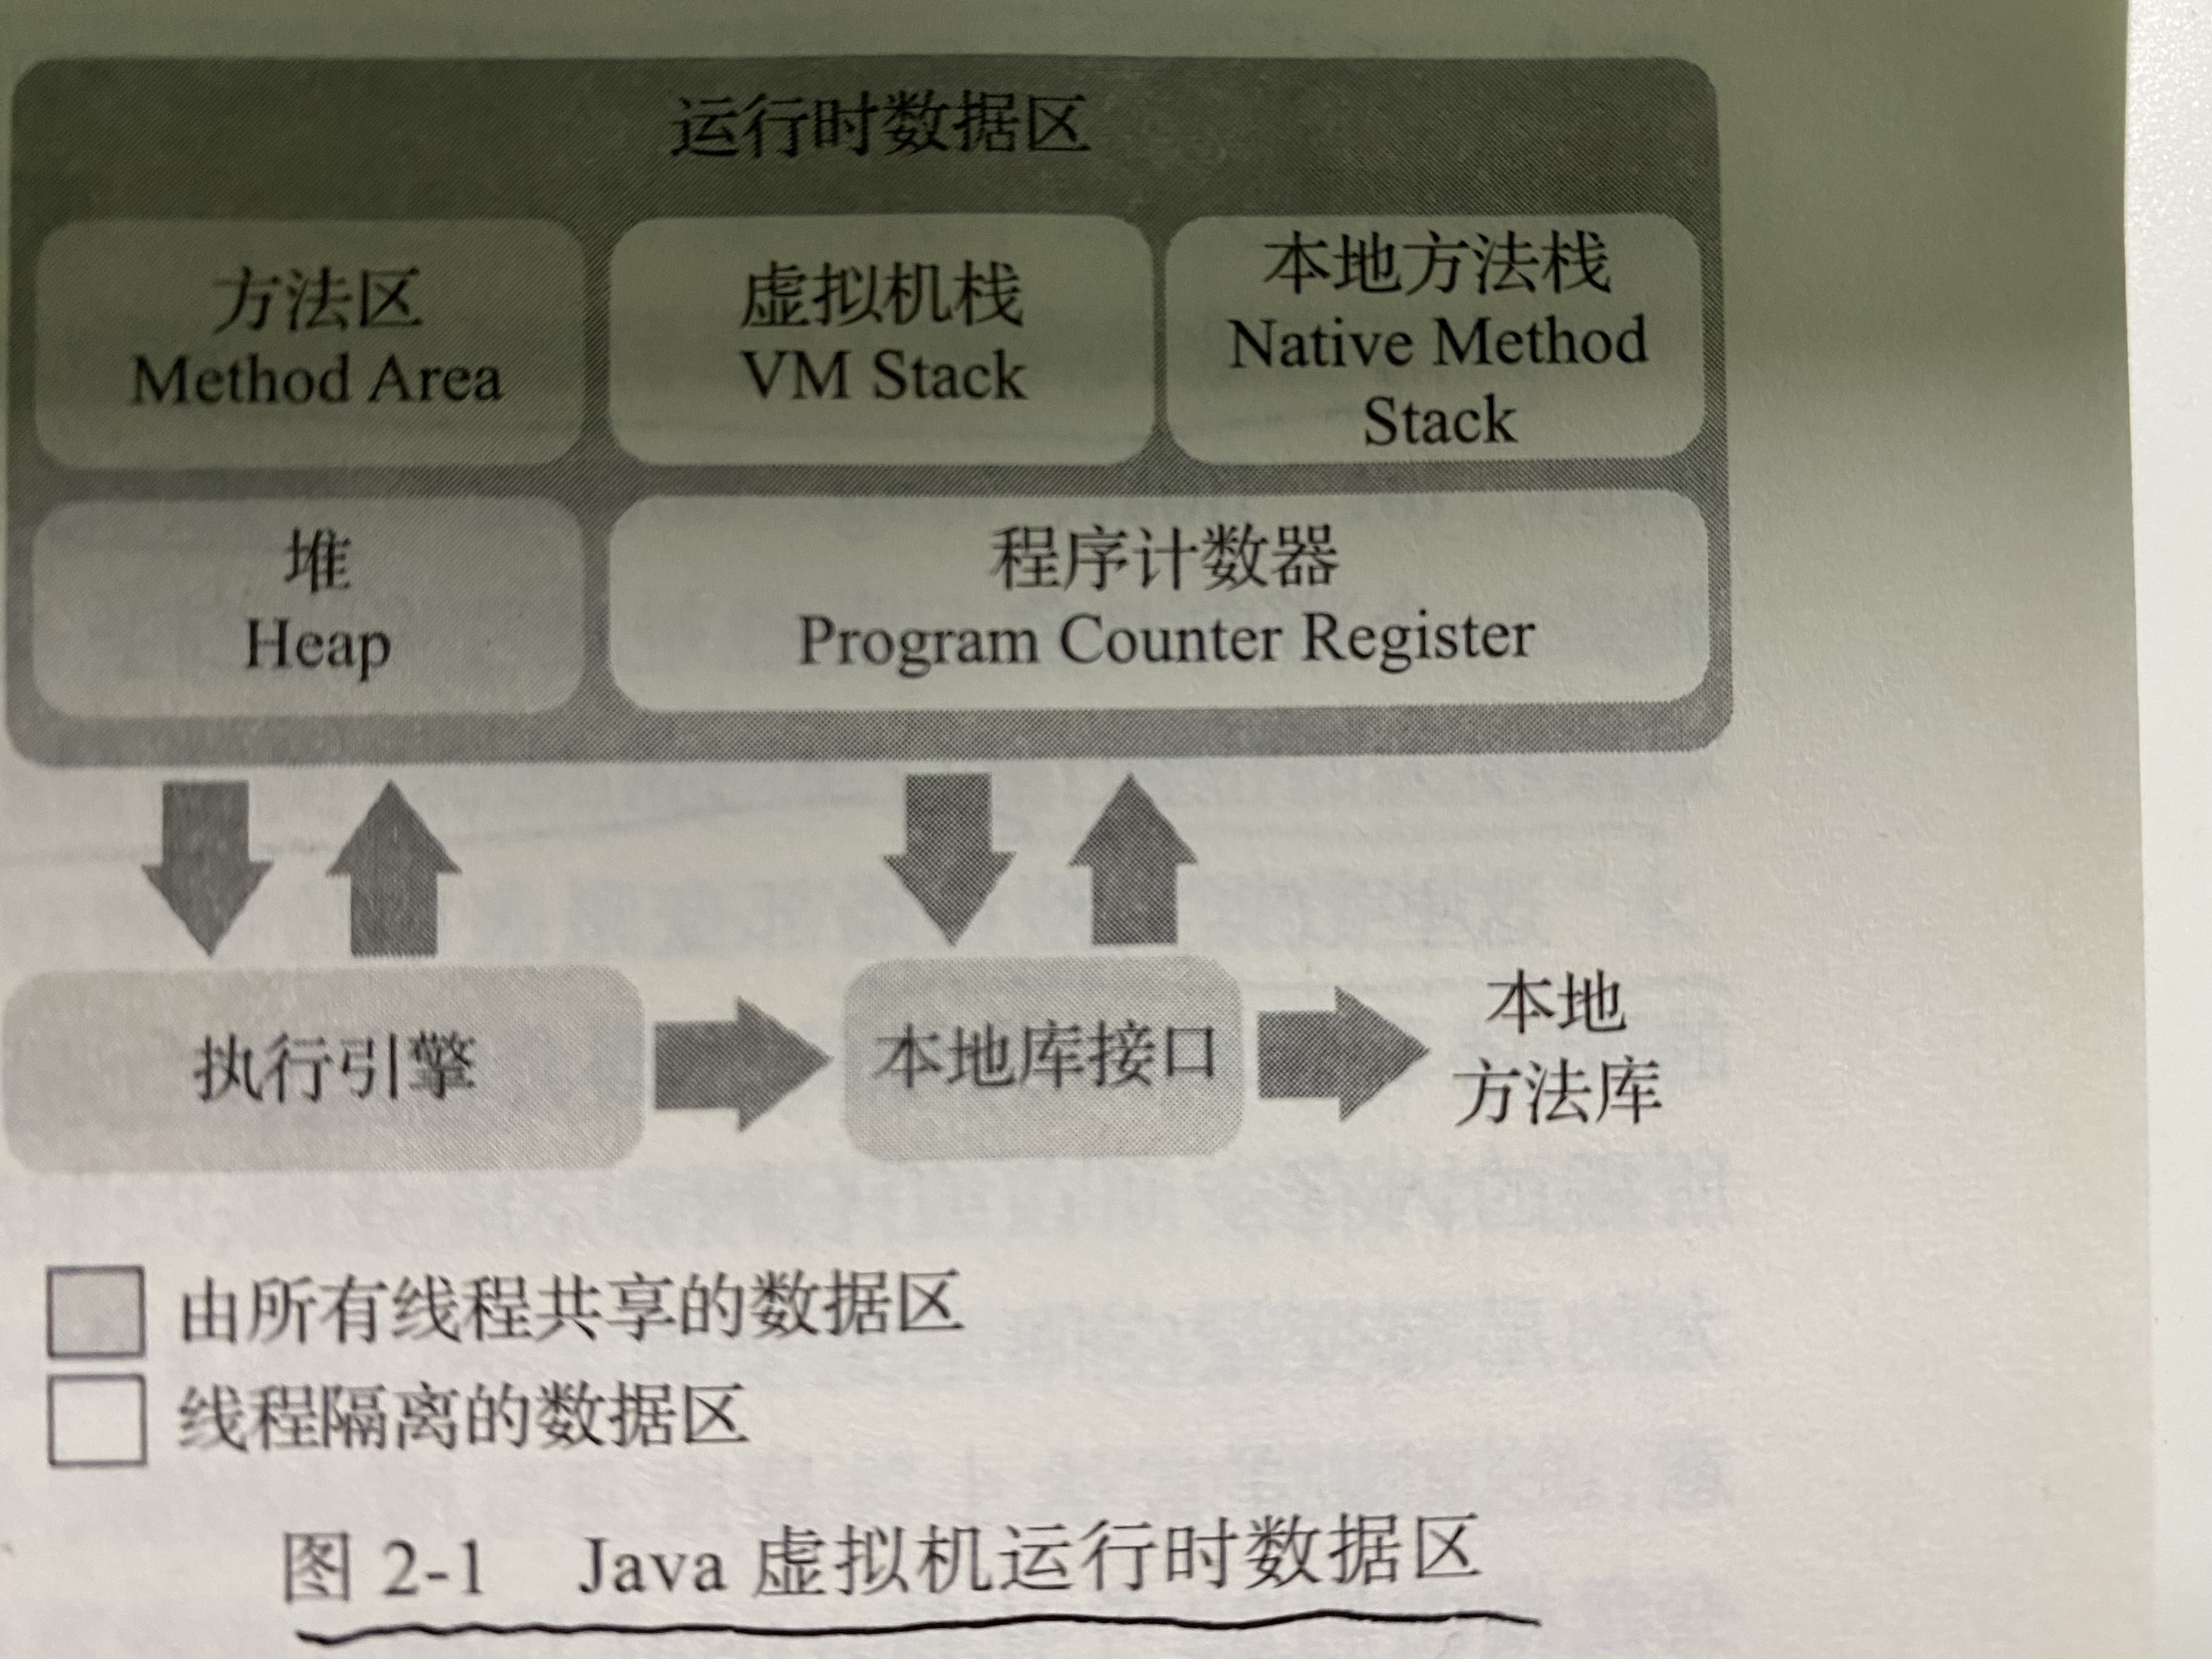 运行时数据区
方法区
Method Area
虚拟机栈
VM Stack
本地方法栈
Native Method
Stack
堆
Heap
程序计数器
Program Counter Register
执行引擎
本地库接口
本地
方法库
由所有线程共享的数据区
线程隔离的数据区
图 2-1 Java 虚拟机运行时数据区